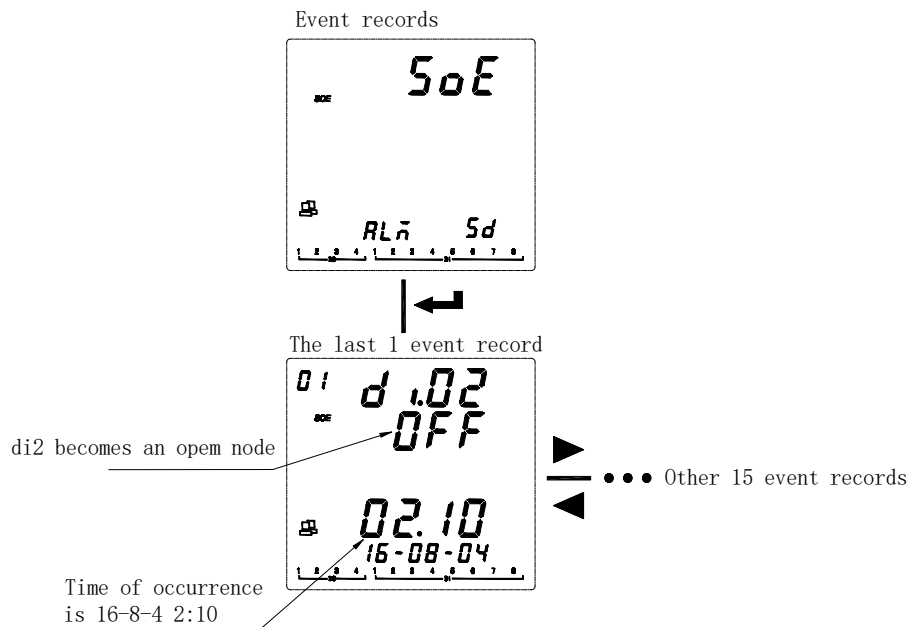 Event records
SoE
SOE
ALm Sd
1 2 3 4 1 2 3 4 5 6 7 8
The last 1 event record
01 di.02
SOE
OFF
di2 becomes an opem node
Other 15 event records
02.10
16-08-04
1 2 3 4 1 2 3 4 5 6 7 8
Time of occurrence
is 16-8-4 2:10